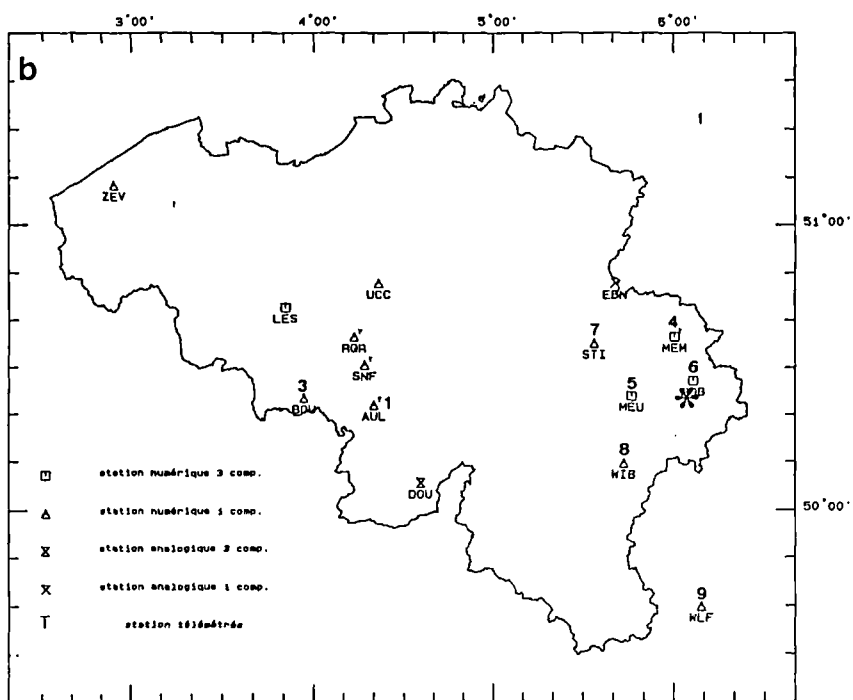 3°00' 4°00' 5°00' 6°00'
b
ZEV
51°00'
UCC
EBN
LES
7
4
RQR
STI
MEM
SNF
6
3
5
BOU
1
AUL
MEU
8
station numérique 3 comp.
WIB
DOU
50°00'
station numérique 1 comp.
station analogique 3 comp.
station analogique 1 comp.
9
WLF
T
station télémétrée